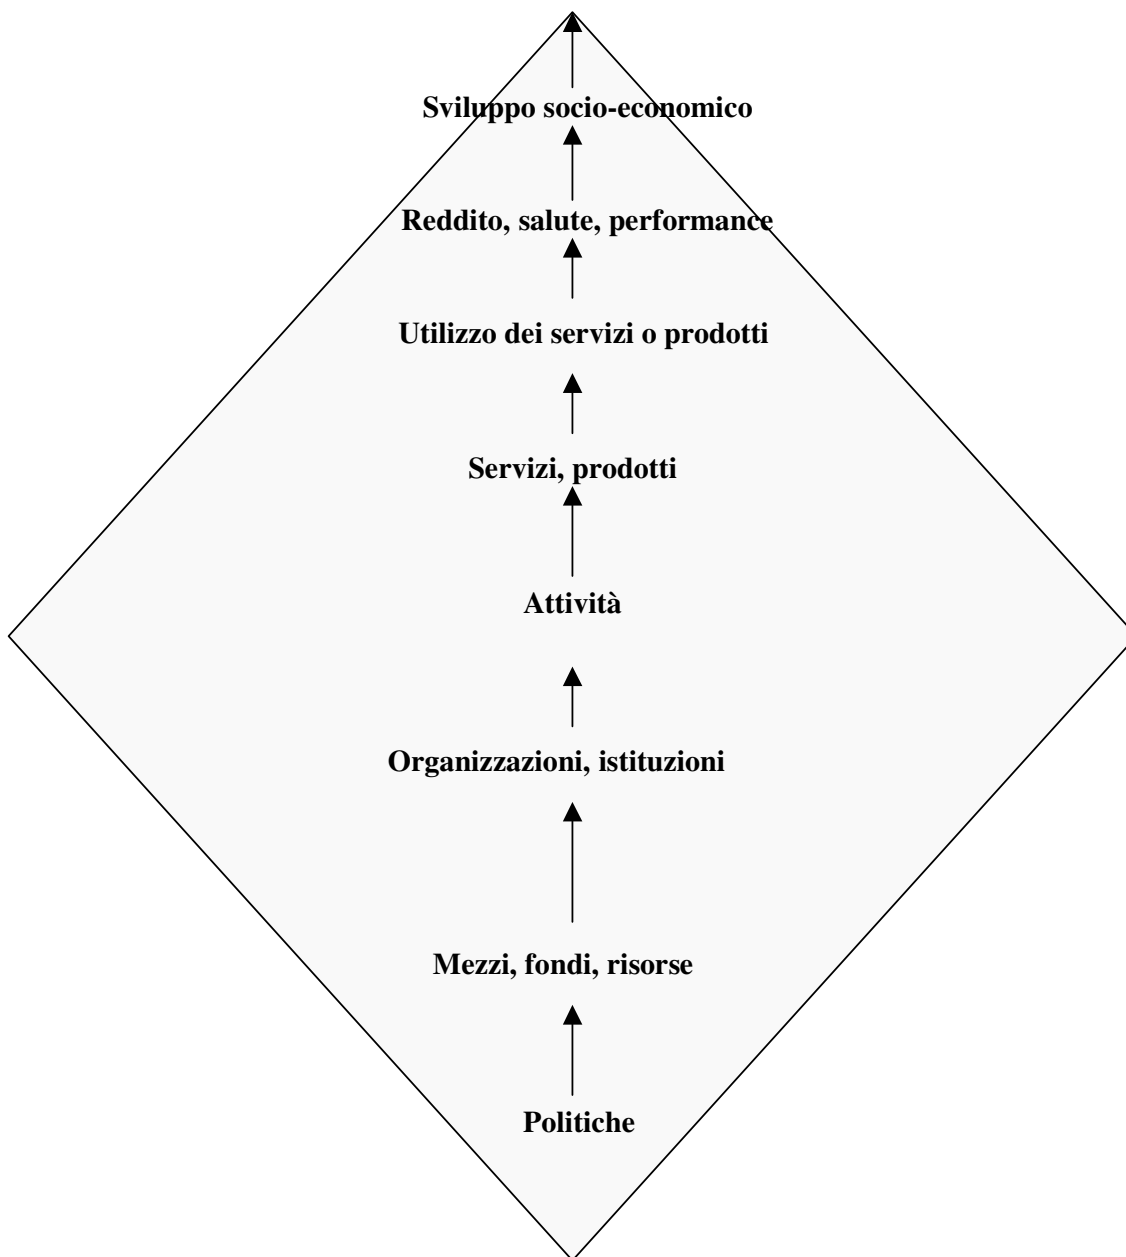 Sviluppo socio-economico
Reddito, salute, performance
Utilizzo dei servizi o prodotti
Servizi, prodotti
Attività
Organizzazioni, istituzioni
Mezzi, fondi, risorse
Politiche